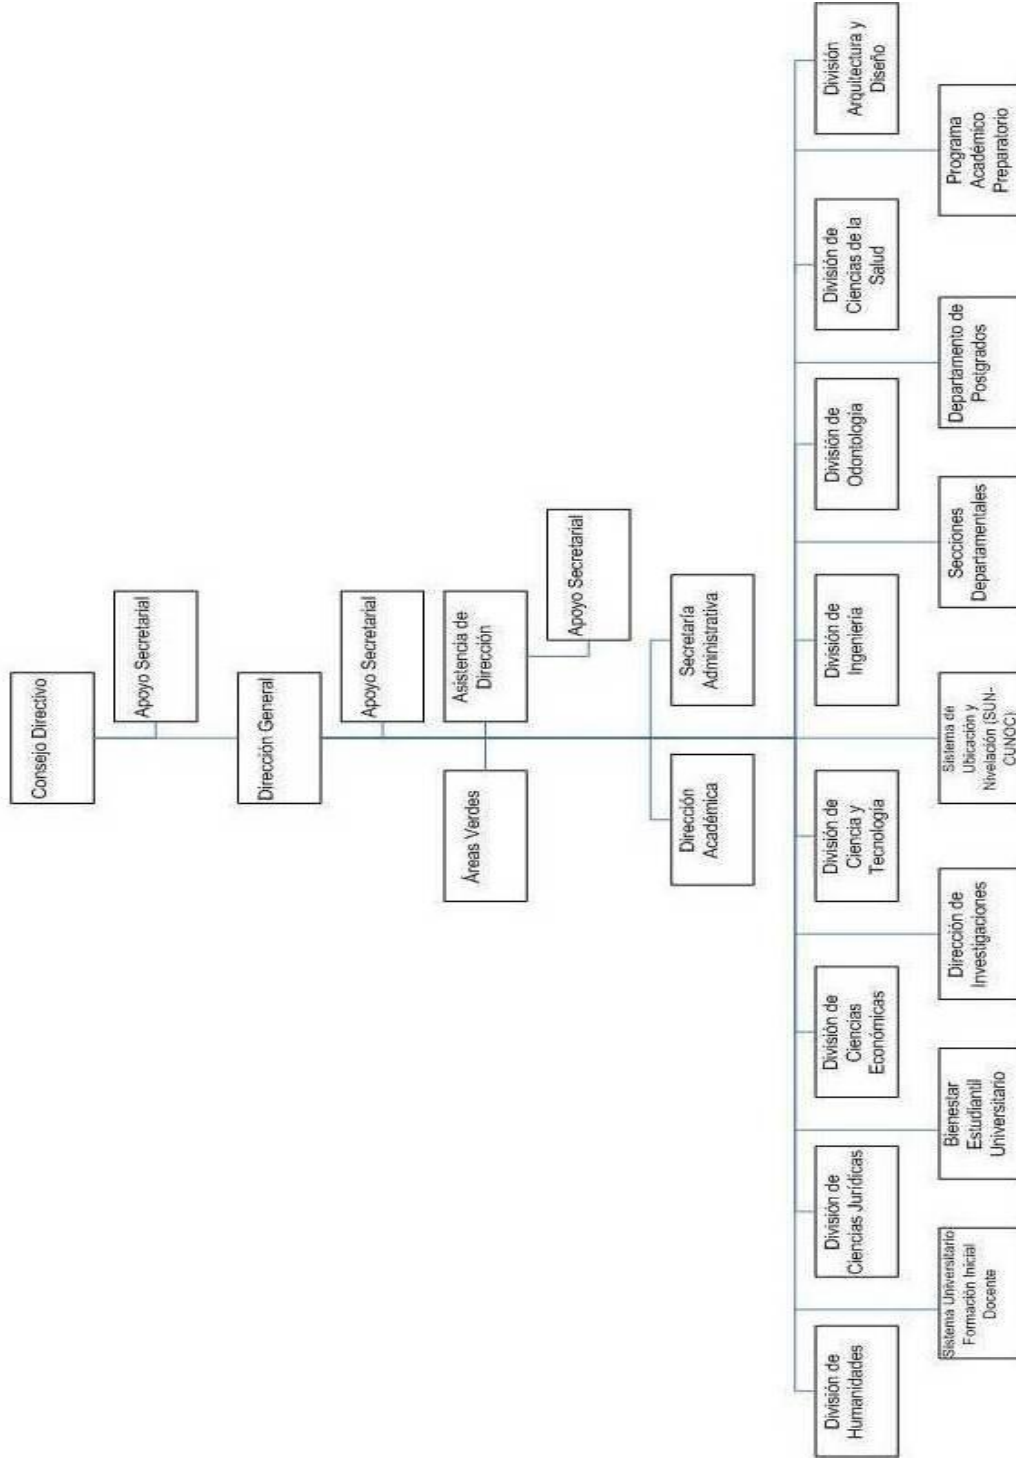 Consejo Directivo
Apoyo Secretarial
Dirección General
Apoyo Secretarial
Áreas Verdes
Asistencia de
Dirección
Apoyo Secretarial
Dirección
Académica
Secretaría
Administrativa
División de
Humanidades
División de
Ciencias Jurídicas
División de
Ciencias
Económicas
División de
Ciencia y
Tecnología
División de
Ingeniería
División de
Odontología
División de
Ciencias de la
Salud
División
Arquitectura y
Diseño
Sistema Universitario
Formación Inicial
Docente
Bienestar
Estudiantil
Universitario
Dirección de
Investigaciones
Sistema de
Ubicación y
Nivelación (SUN-
CUNOC)
Secciones
Departamentales
Departamento de
Postgrados
Programa
Académico
Preparatorio